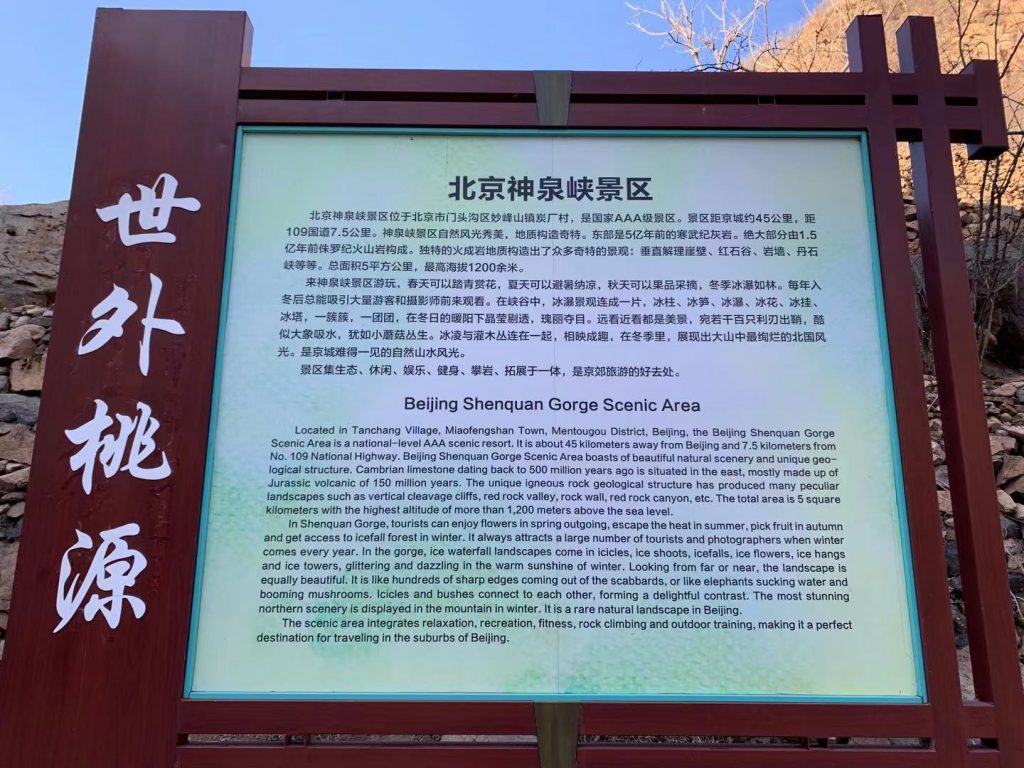 世外桃源
北京神泉峡景区
北京神泉峡景区位于北京市门头沟区妙峰山镇炭厂村，是国家AAA级景区。景区距京城约45公里，距
109国道7.5公里。神泉峡景区自然风光秀美，地质构造奇特。东部是5亿年前的寒武纪灰岩。绝大部分由1.5
亿年前侏罗纪火山岩构成。独特的火成岩地质构造出了众多奇特的景观：垂直解理崖壁、红石谷、岩墙、丹石
峡等等。总面积5平方公里，最高海拔1200余米。
来神泉峡景区游玩，春天可以踏青赏花，夏天可以避暑纳凉，秋天可以果品采摘，冬季冰瀑如林。每年入
冬后总能吸引大量游客和摄影师前来观看。在峡谷中，冰瀑景观连成一片，冰柱、冰笋、冰瀑、冰花、冰挂、
冰塔，一簇簇，一团团，在冬日的暖阳下晶莹剔透，瑰丽夺目。远看近看都是美景，宛若千百只利刃出鞘，酷
似大象吸水，犹如小蘑菇丛生。冰凌与灌木丛连在一起，相映成趣，在冬季里，展现出大山中最绚烂的北国风
光。是京城难得一见的自然山水风光。
景区集生态、休闲、娱乐、健身、攀岩、拓展于一体，是京郊旅游的好去处。
Beijing Shenquan Gorge Scenic Area
Located in Tanchang Village, Miaofengshan Town, Mentougou District, Beijing, the Beijing Shenquan Gorge
Scenic Area is a national-level AAA scenic resort. It is about 45 kilometers away from Beijing and 7.5 kilometers from
No. 109 National Highway. Beijing Shenquan Gorge Scenic Area boasts of beautiful natural scenery and unique geo-
logical structure. Cambrian limestone dating back to 500 million years ago is situated in the east, mostly made up of
Jurassic volcanic of 150 million years. The unique igneous rock geological structure has produced many peculiar
landscapes such as vertical cleavage cliffs, red rock valley, rock wall, red rock canyon, etc. The total area is 5 square
kilometers with the highest altitude of more than 1,200 meters above the sea level.
In Shenquan Gorge, tourists can enjoy flowers in spring outgoing, escape the heat in summer, pick fruit in autumn
and get access to icefall forest in winter. It always attracts a large number of tourists and photographers when winter
comes every year. In the gorge, ice waterfall landscapes come in icicles, ice shoots, icefalls, ice flowers, ice hangs
and ice towers, glittering and dazzling in the warm sunshine of winter. Looking from far or near, the landscape is
equally beautiful. It is like hundreds of sharp edges coming out of the scabbards, or like elephants sucking water and
booming mushrooms. Icicles and bushes connect to each other, forming a delightful contrast. The most stunning
northern scenery is displayed in the mountain in winter. It is a rare natural landscape in Beijing.
The scenic area integrates relaxation, recreation, fitness, rock climbing and outdoor training, making it a perfect
destination for traveling in the suburbs of Beijing.